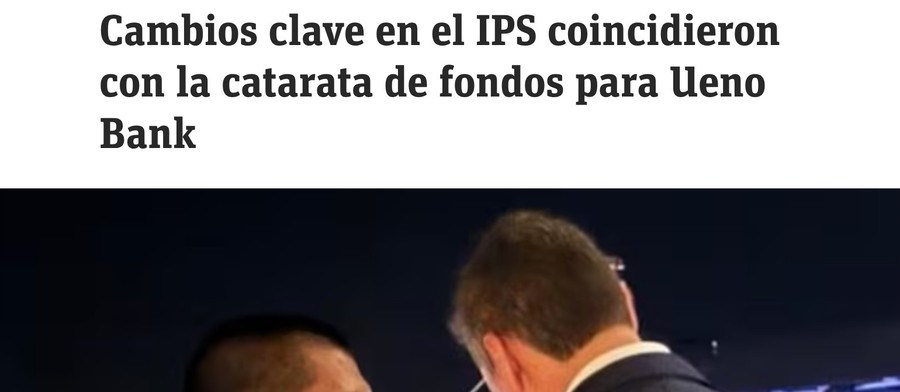 Cambios clave en el IPS coincidieron
con la catarata de fondos para Ueno
Bank